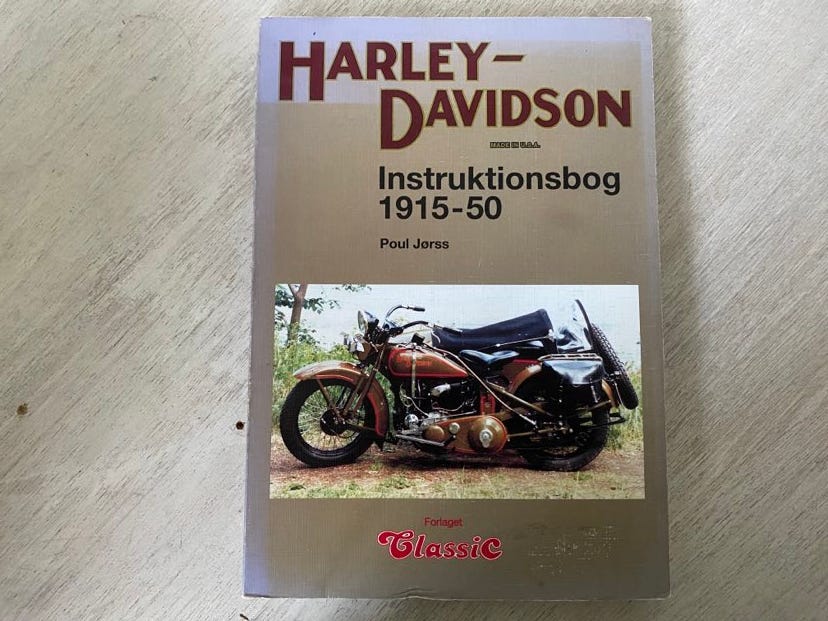 HARLEY-
DAVIDSON
MADE IN U.S.A.
Instruktionsbog
1915-50
Poul Jørss
Forlaget
Classic